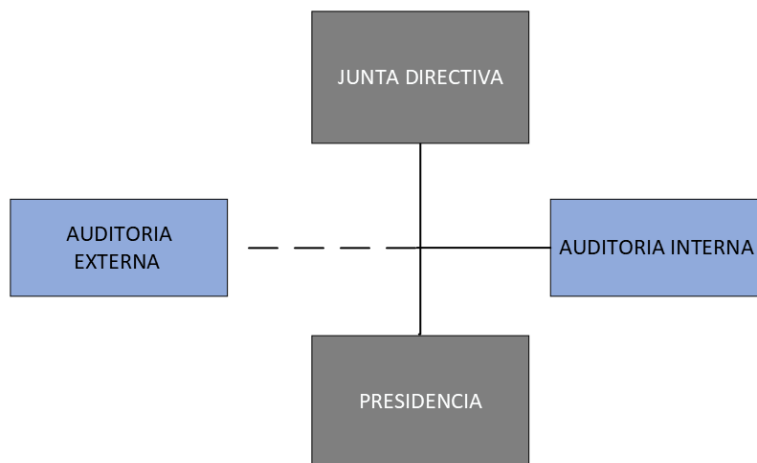 JUNTA DIRECTIVA
AUDITORIA
EXTERNA
AUDITORIA INTERNA
PRESIDENCIA